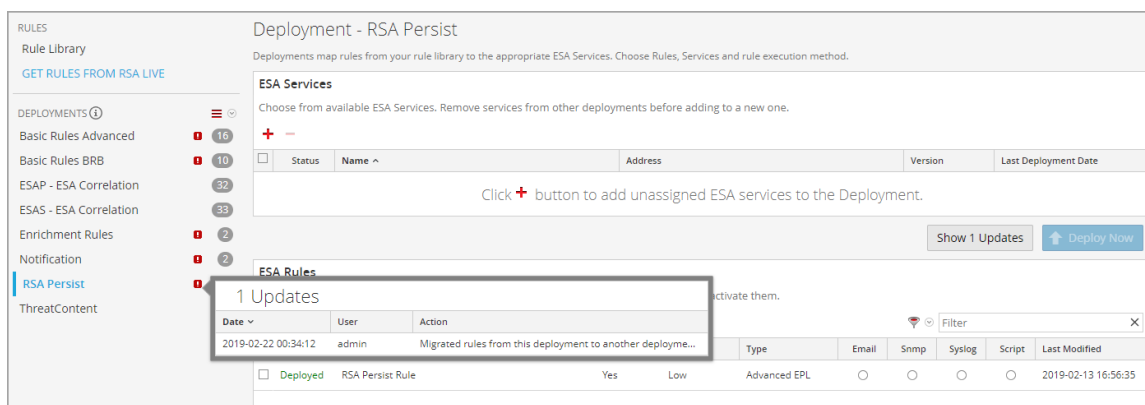 RULES
Rule Library
GET RULES FROM RSA LIVE
DEPLOYMENTS
Basic Rules Advanced 16
Basic Rules BRB 10
ESAP - ESA Correlation 32
ESAS - ESA Correlation 33
Enrichment Rules 2
Notification 2
RSA Persist
ThreatContent
Deployment - RSA Persist
Deployments map rules from your rule library to the appropriate ESA Services. Choose Rules, Services and rule execution method.
ESA Services
Choose from available ESA Services. Remove services from other deployments before adding to a new one.
Status Name Address Version Last Deployment Date
Click + button to add unassigned ESA services to the Deployment.
Show 1 Updates Deploy Now
ESA Rules
activate them.
1 Updates
Date User Action
2019-02-22 00:34:12 admin Migrated rules from this deployment to another deployme...
Filter X
Type Email Snmp Syslog Script Last Modified
Deployed RSA Persist Rule Yes Low Advanced EPL 2019-02-13 16:56:35